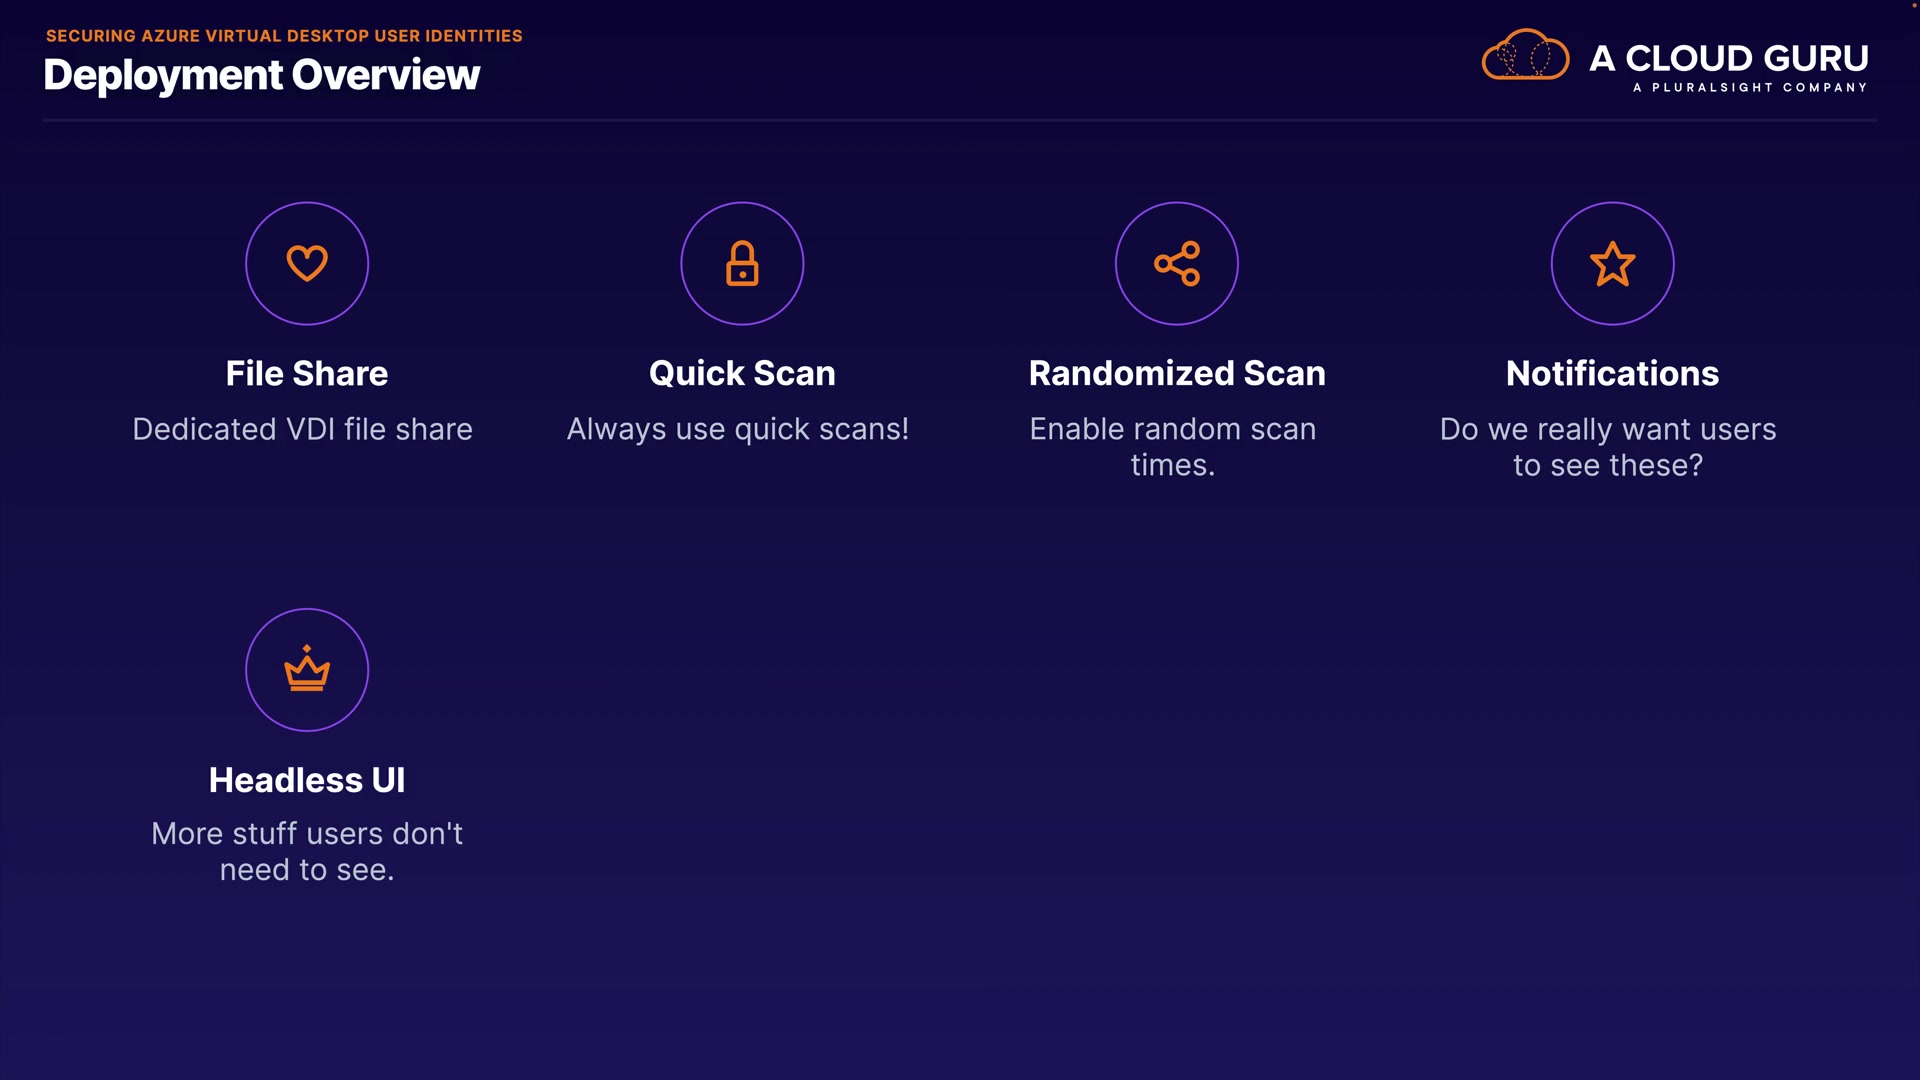 SECURING AZURE VIRTUAL DESKTOP USER IDENTITIES
Deployment Overview
A CLOUD GURU
A PLURALSIGHT COMPANY
File Share
Dedicated VDI file share
Quick Scan
Always use quick scans!
Randomized Scan
Enable random scan
times.
Notifications
Do we really want users
to see these?
Headless UI
More stuff users don't
need to see.